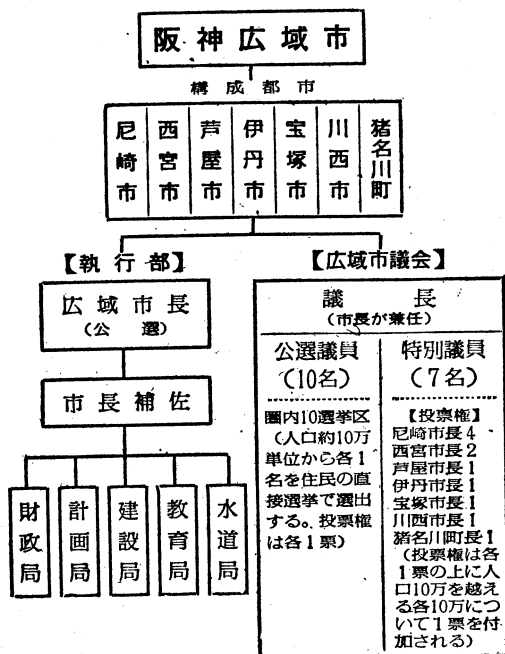 阪神広域市
構成都市
尼崎市
西宮市
芦屋市
伊丹市
宝塚市
川西市
猪名川町
【執行部】
広域市長
(公選)
市長補佐
財政局
計画局
建設局
教育局
水道局
【広域市議会】
議長
(市長が兼任)
公選議員
(10名)
圏内10選挙区
(人口約10万
単位から各1
名を住民の直
接選挙で選出
する。投票権
は各1票)
特別議員
(7名)
【投票権】
尼崎市長4
西宮市長2
芦屋市長1
伊丹市長1
宝塚市長1
川西市長1
猪名川町長1
(投票権は各
1票の上に人
口10万を越え
る各10万につ
いて1票を付
加される)